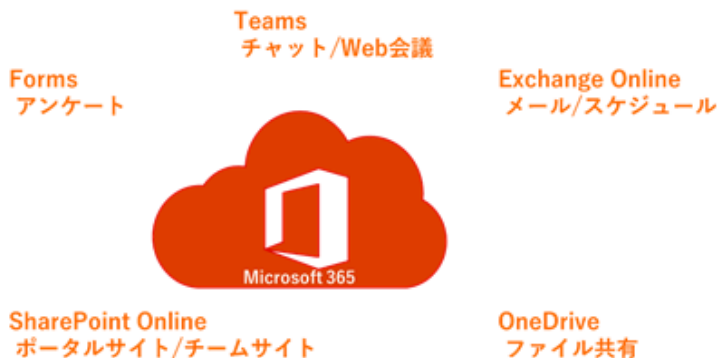 Teams
チャット/Web会議
Forms
アンケート
Exchange Online
メール/スケジュール
Microsoft 365
SharePoint Online
ポータルサイト/チームサイト
OneDrive
ファイル共有